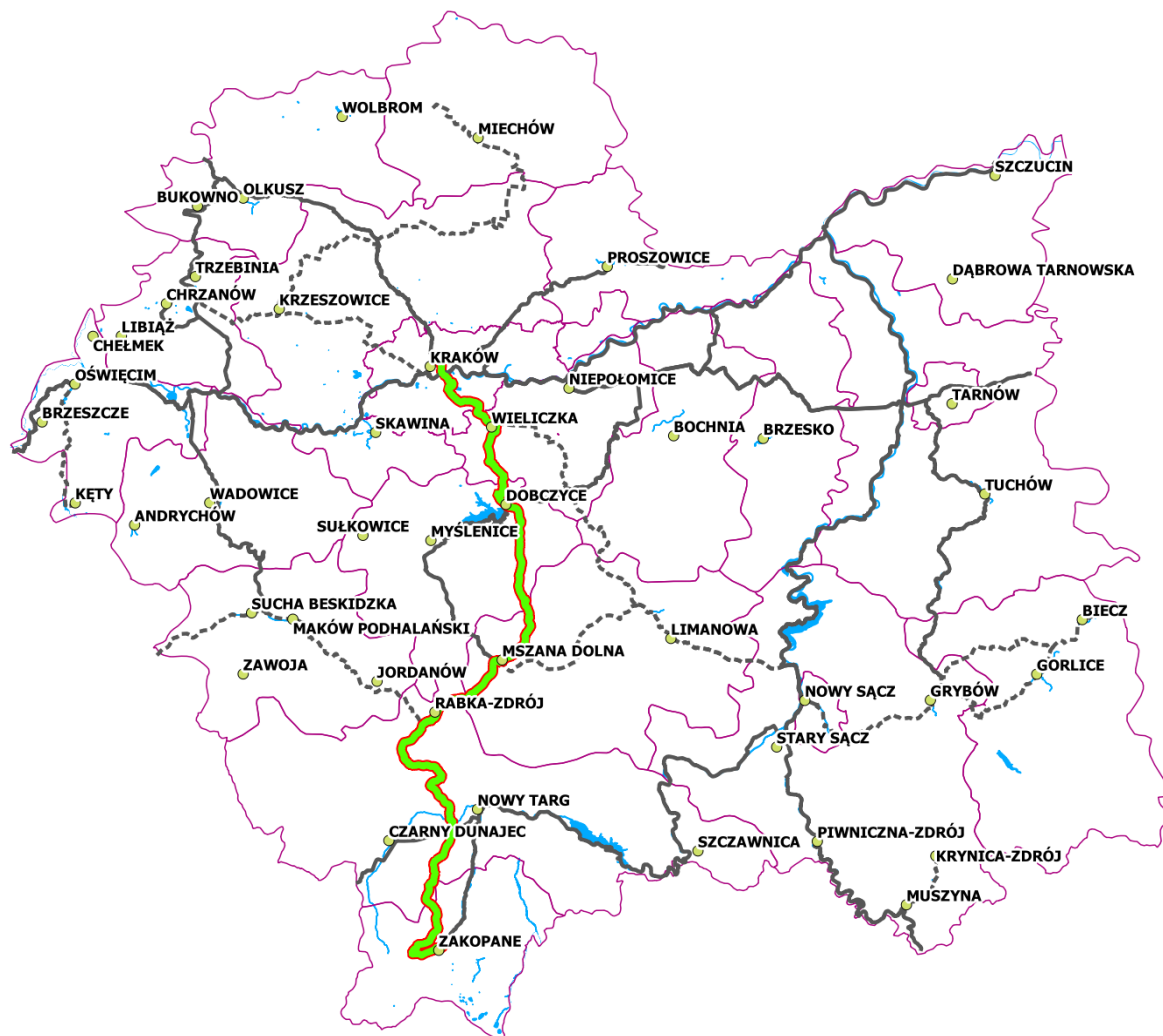 WOLBROM
MIECHÓW
SZCZUCIN
OLKUSZ
BUKOWNO
PROSZOWICE
TRZEBINIA
DĄBROWA TARNOWSKA
CHRZANÓW
KRZESZOWICE
LIBIĄŻ
CHEŁMEK
KRAKÓW
OŚWIĘCIM
NIEPOŁOMICE
TARNÓW
BRZESZCZE
WIELICZKA
SKAWINA
BOCHNIA
BRZESKO
KĘTY
WADOWICE
DOBCZYCE
TUCHÓW
ANDRYCHÓW
SUŁKOWICE
MYŚLENICE
SUCHA BESKIDZKA
BIECZ
MAKÓW PODHALAŃSKI
LIMANOWA
MSZANA DOLNA
ZAWOJA
JORDANÓW
GORLICE
RABKA-ZDRÓJ
NOWY SĄCZ
GRYBÓW
STARY SĄCZ
NOWY TARG
CZARNY DUNAJEC
SZCZAWNICA
PIWNICZNA-ZDRÓJ
KRYNICA-ZDRÓJ
MUSZYNA
ZAKOPANE